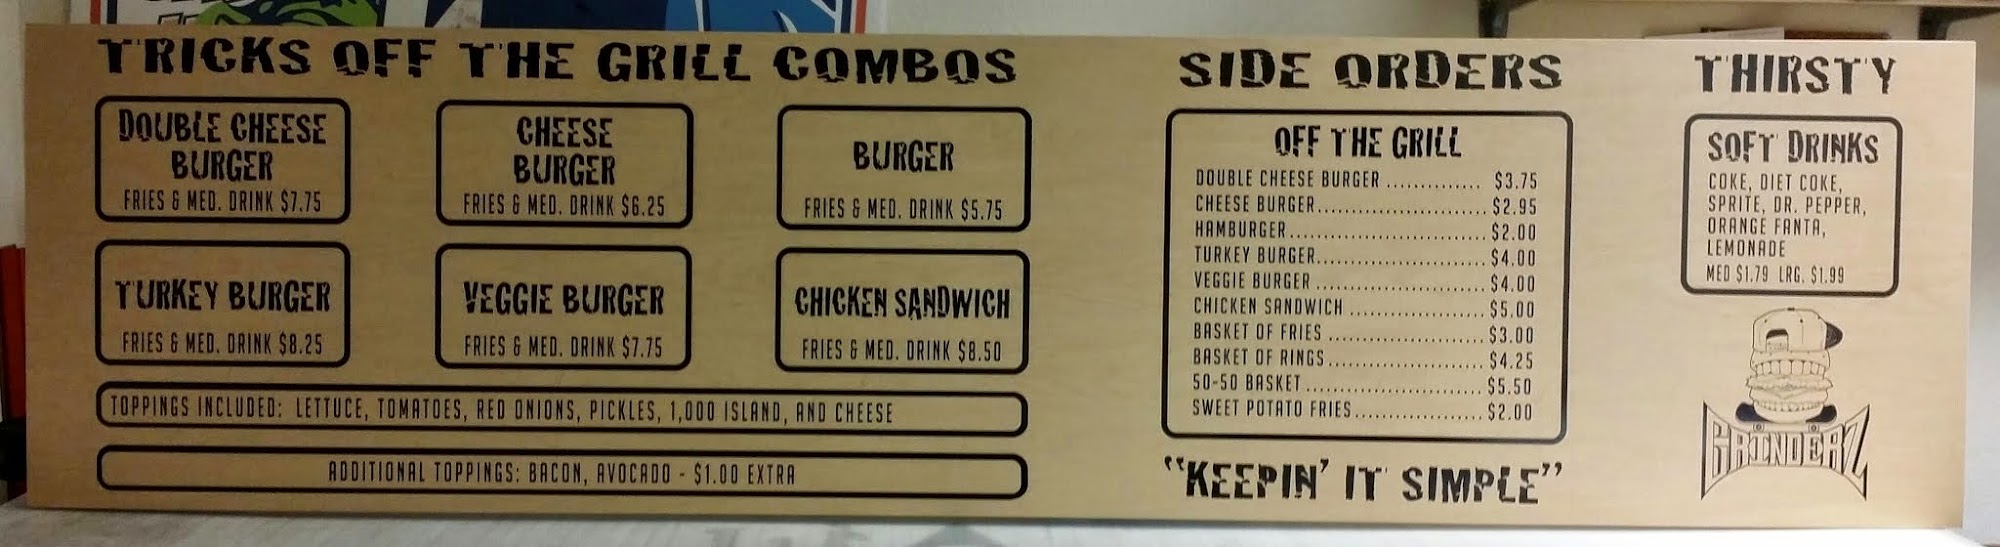 TRICKS OFF THE GRILL COMBOS
DOUBLE CHEESE
BURGER
FRIES & MED. DRINK $7.75
CHEESE
BURGER
FRIES & MED. DRINK $6.25
BURGER
FRIES & MED. DRINK $5.75
TURKEY BURGER
FRIES & MED. DRINK $8.25
VEGGIE BURGER
FRIES & MED. DRINK $7.75
CHICKEN SANDWICH
FRIES & MED. DRINK $8.50
TOPPINGS INCLUDED: LETTUCE, TOMATOES, RED ONIONS, PICKLES, 1,000 ISLAND, AND CHEESE
ADDITIONAL TOPPINGS: BACON, AVOCADO - $1.00 EXTRA
SIDE ORDERS
OFF THE GRILL
DOUBLE CHEESE BURGER .............. $3.75
CHEESE BURGER......................... $2.95
HAMBURGER............................. $2.00
TURKEY BURGER......................... $4.00
VEGGIE BURGER ......................... $4.00
CHICKEN SANDWICH .................... $5.00
BASKET OF FRIES ....................... $3.00
BASKET OF RINGS....................... $4.25
50-50 BASKET .......................... $5.50
SWEET POTATO FRIES................... $2.00
"KEEPIN' IT SIMPLE"
THIRSTY
SOFT DRINKS
COKE, DIET COKE,
SPRITE, DR. PEPPER,
ORANGE FANTA,
LEMONADE
MED $1.79 LRG. $1.99
GRINDERZ